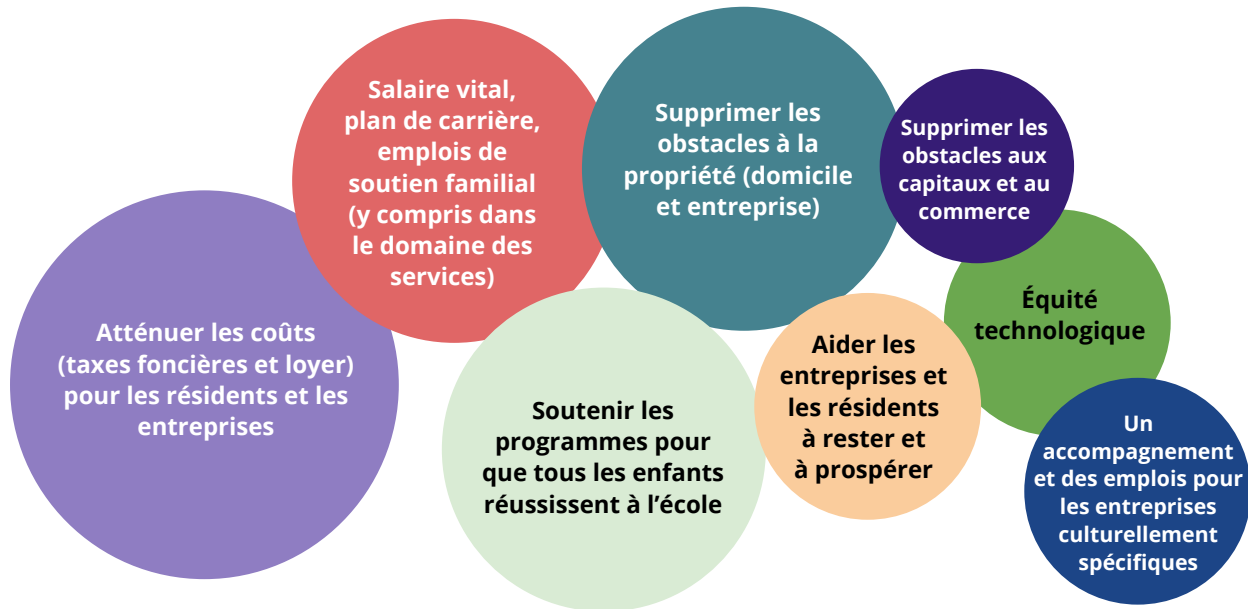 Atténuer les coûts
(taxes foncières et loyer)
pour les résidents et les
entreprises
Salaire vital,
plan de carrière,
emplois de
soutien familial
(y compris dans
le domaine des
services)
Soutenir les
programmes pour
que tous les enfants
réussissent à l’école
Supprimer les
obstacles à la
propriété (domicile
et entreprise)
Aider les
entreprises et
les résidents
à rester et
à prospérer
Supprimer les
obstacles aux
capitaux et au
commerce
Équité
technologique
Un
accompagnement
et des emplois pour
les entreprises
culturellement
spécifiques